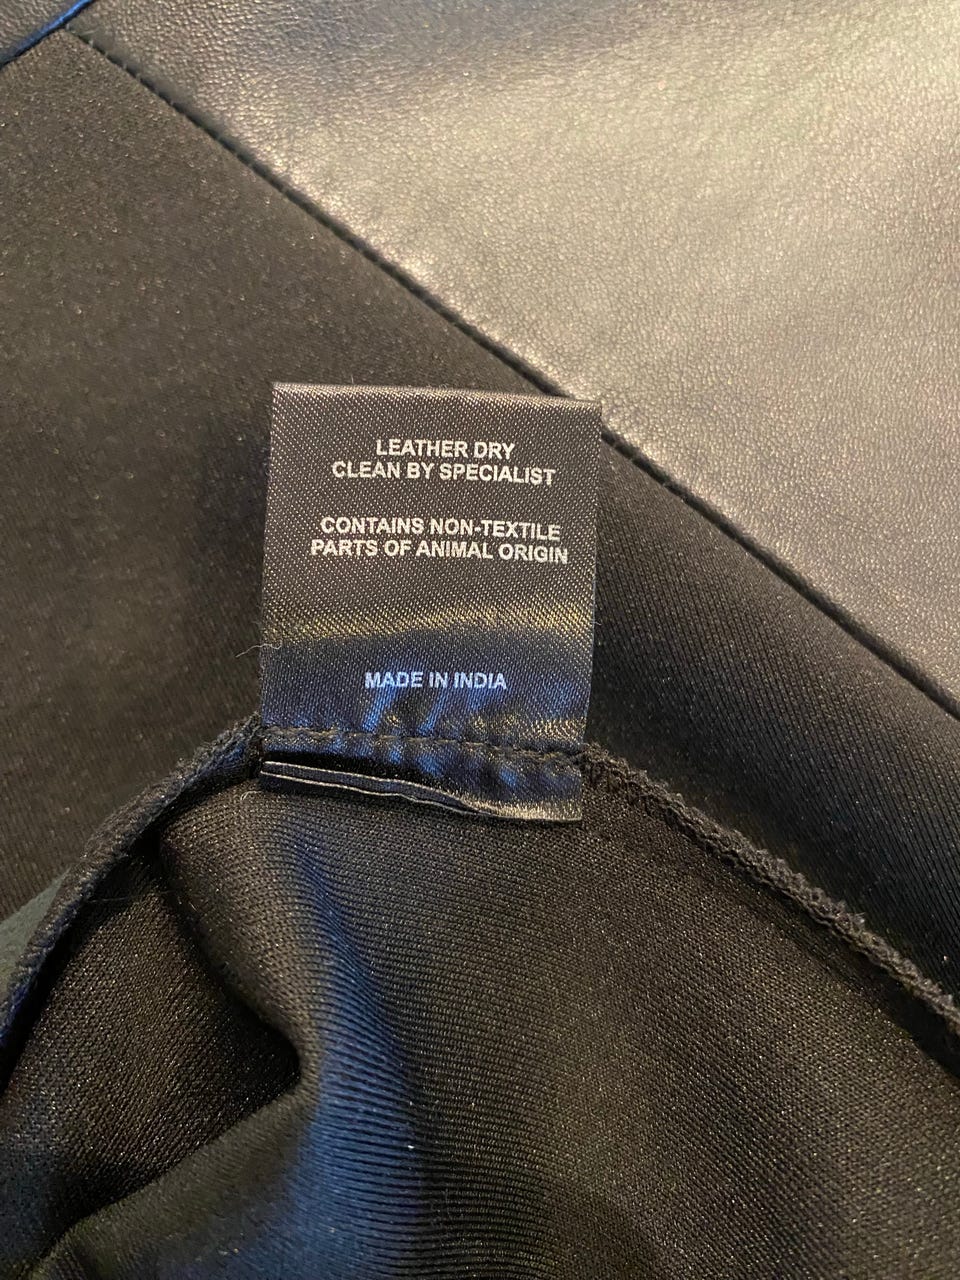 LEATHER DRY
CLEAN BY SPECIALIST
CONTAINS NON-TEXTILE
PARTS OF ANIMAL ORIGIN
MADE IN INDIA